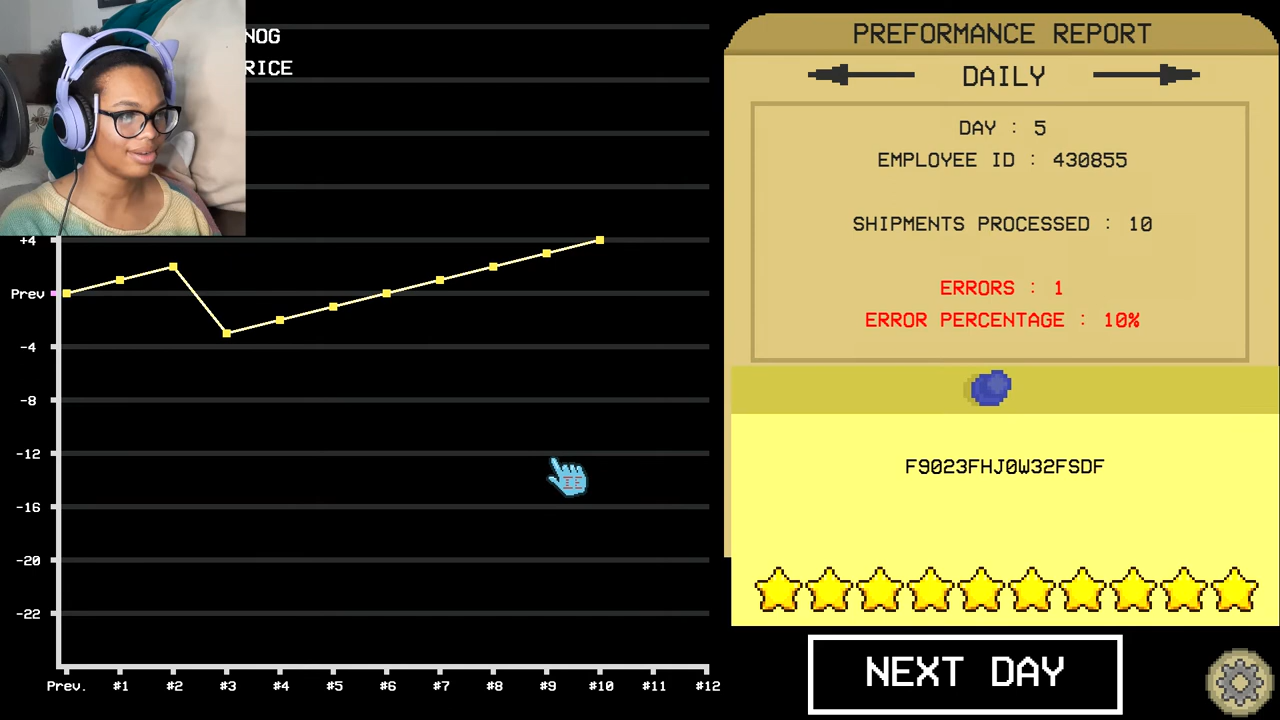 NOG
RICE
+4
Prev
-4
-8
-12
-16
-20
-22
Prev. #1 #2 #3 #4 #5 #6 #7 #8 #9 #10 #11 #12
PREFORMANCE REPORT
DAILY
DAY : 5
EMPLOYEE ID : 430855
SHIPMENTS PROCESSED : 10
ERRORS : 1
ERROR PERCENTAGE : 10%
F9023FHJ0W32FSDF
NEXT DAY